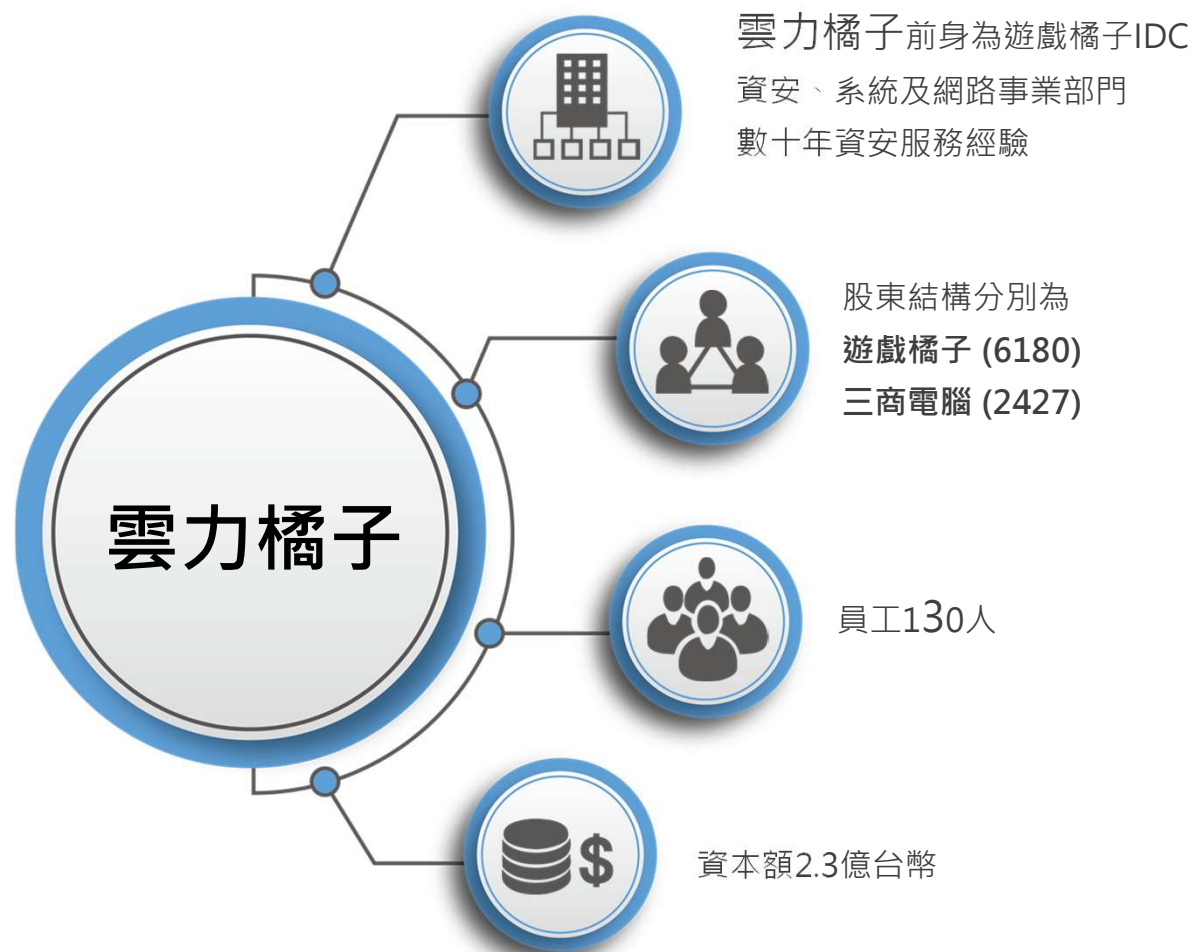 雲力橘子前身為遊戲橘子IDC
資安、系統及網路事業部門
數十年資安服務經驗
股東結構分別為
遊戲橘子 (6180)
三商電腦 (2427)
雲力橘子
員工130人
$
資本額2.3億台幣